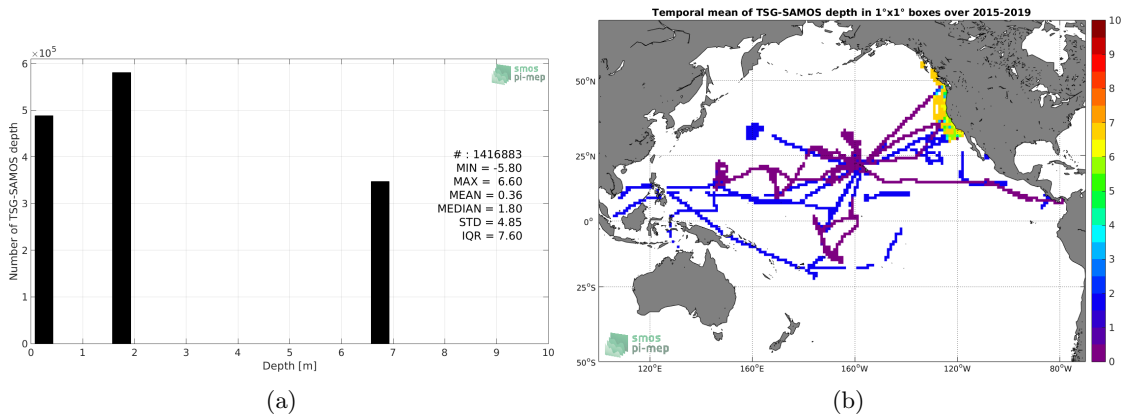 ×10⁵
6
5
4
3
2
1
0
Number of TSG-SAMOS depth
smos
pi-mep
# : 1416883
MIN = -5.80
MAX = 6.60
MEAN = 0.36
MEDIAN = 1.80
STD = 4.85
IQR = 7.60
0 1 2 3 4 5 6 7 8 9 10
Depth [m]
(a)
Temporal mean of TSG-SAMOS depth in 1°x1° boxes over 2015-2019
50°N
25°N
0°
25°S
50°S
smos
pi-mep
120°E 160°E 160°W 120°W 80°W
10
9
8
7
6
5
4
3
2
1
0
(b)